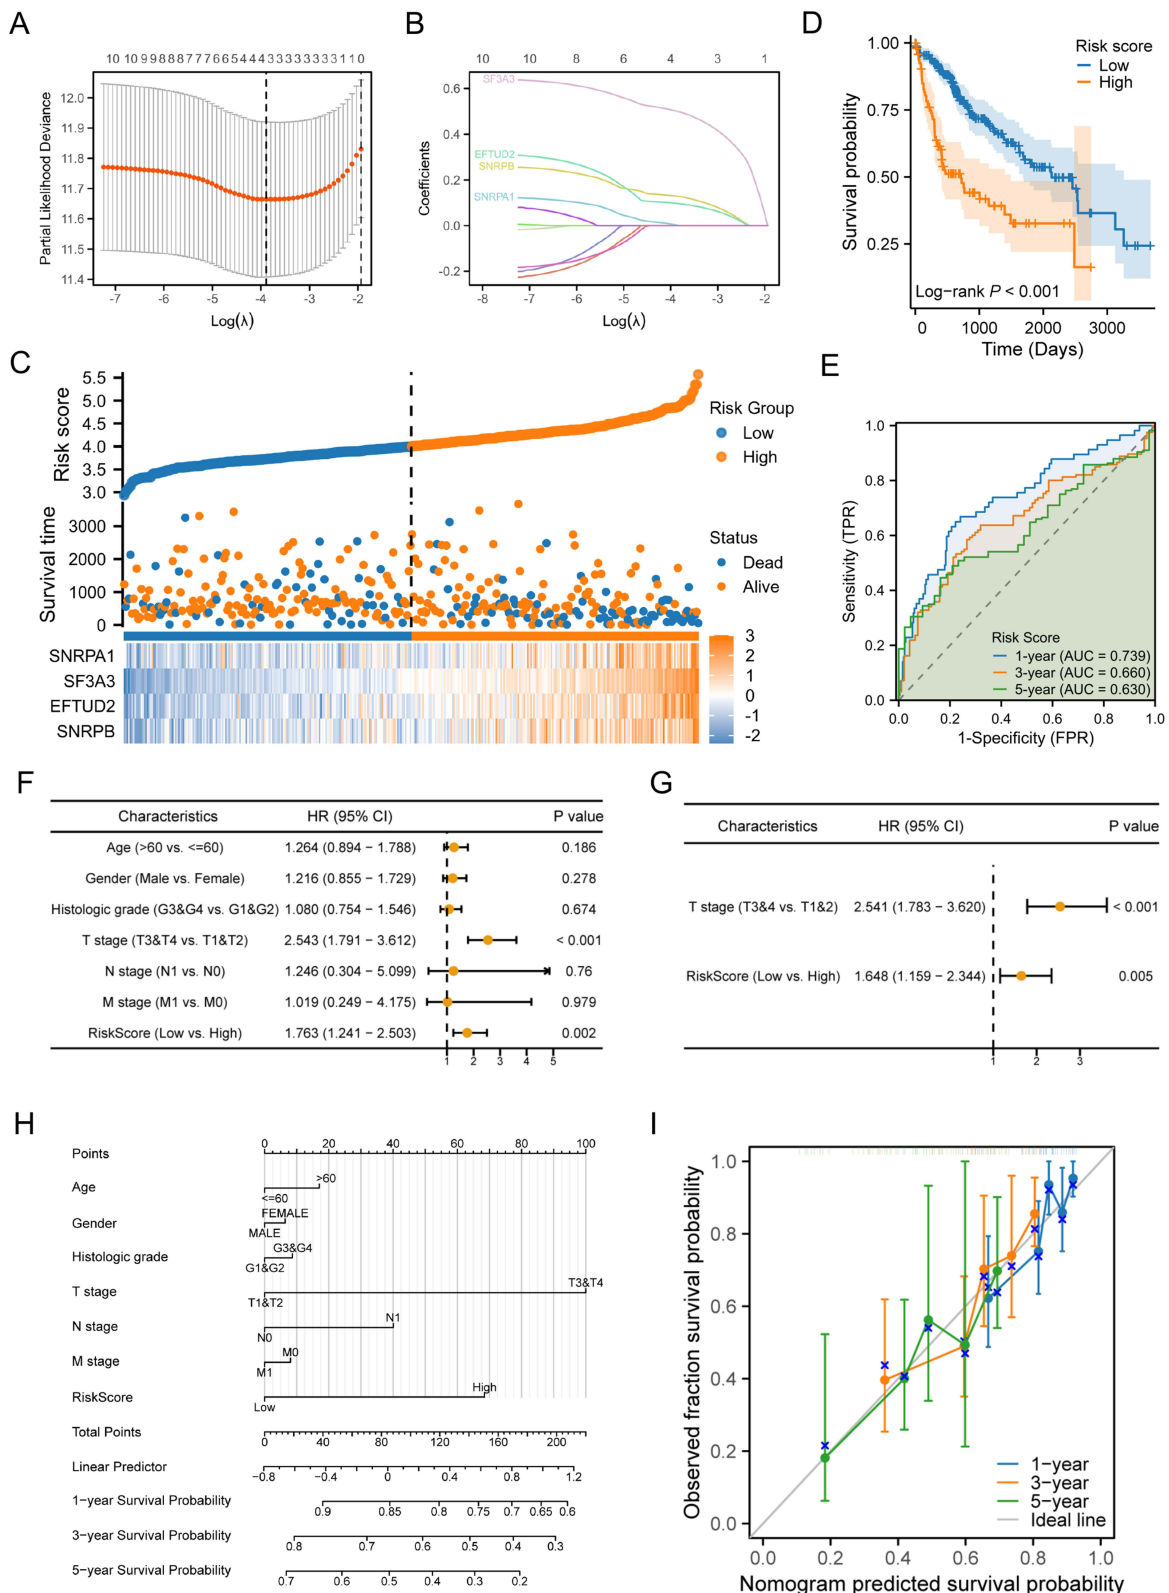 A
10 10 9 9 8 8 8 7 7 7 6 6 5 4 4 4 3 3 3 3 3 3 3 3 1 1 0
Partial Likelihood Deviance
12.0
11.9
11.8
11.7
11.6
11.5
11.4
-7 -6 -5 -4 -3 -2
Log(λ)
B
10 10 8 6 4 3 1
Coefficients
0.6
0.4
0.2
0.0
-0.2
SF3A3
EFTUD2
SNRPB
SNRPA1
-8 -7 -6 -5 -4 -3 -2
Log(λ)
D
Survival probability
1.00
0.75
0.50
0.25
Risk score
Low
High
Log-rank P < 0.001
0 1000 2000 3000
Time (Days)
C
Risk score
5.5
5.0
4.5
4.0
3.5
3.0
Risk Group
Low
High
Survival time
3000
2000
1000
0
Status
Dead
Alive
SNRPA1
SF3A3
EFTUD2
SNRPB
3
2
1
0
-1
-2
E
Sensitivity (TPR)
1.0
0.8
0.6
0.4
0.2
0.0
Risk Score
1-year (AUC = 0.739)
3-year (AUC = 0.660)
5-year (AUC = 0.630)
0.0 0.2 0.4 0.6 0.8 1.0
1-Specificity (FPR)
F
Characteristics HR (95% CI) P value
Age (>60 vs. <=60) 1.264 (0.894 − 1.788) 0.186
Gender (Male vs. Female) 1.216 (0.855 − 1.729) 0.278
Histologic grade (G3&G4 vs. G1&G2) 1.080 (0.754 − 1.546) 0.674
T stage (T3&T4 vs. T1&T2) 2.543 (1.791 − 3.612) < 0.001
N stage (N1 vs. N0) 1.246 (0.304 − 5.099) 0.76
M stage (M1 vs. M0) 1.019 (0.249 − 4.175) 0.979
RiskScore (Low vs. High) 1.763 (1.241 − 2.503) 0.002
1 2 3 4 5
G
Characteristics HR (95% CI) P value
T stage (T3&4 vs. T1&2) 2.541 (1.783 − 3.620) < 0.001
RiskScore (Low vs. High) 1.648 (1.159 − 2.344) 0.005
1 2 3
H
Points 0 20 40 60 80 100
Age <=60 >60
Gender MALE FEMALE
Histologic grade G1&G2 G3&G4
T stage T1&T2 T3&T4
N stage N0 N1
M stage M1 M0
RiskScore Low High
Total Points 0 40 80 120 160 200
Linear Predictor −0.8 −0.4 0 0.4 0.8 1.2
1−year Survival Probability 0.9 0.85 0.8 0.75 0.7 0.65 0.6
3−year Survival Probability 0.8 0.7 0.6 0.5 0.4 0.3
5−year Survival Probability 0.7 0.6 0.5 0.4 0.3 0.2
I
Observed fraction survival probability
1.0
0.8
0.6
0.4
0.2
0.0
1−year
3−year
5−year
Ideal line
0.0 0.2 0.4 0.6 0.8 1.0
Nomogram predicted survival probability